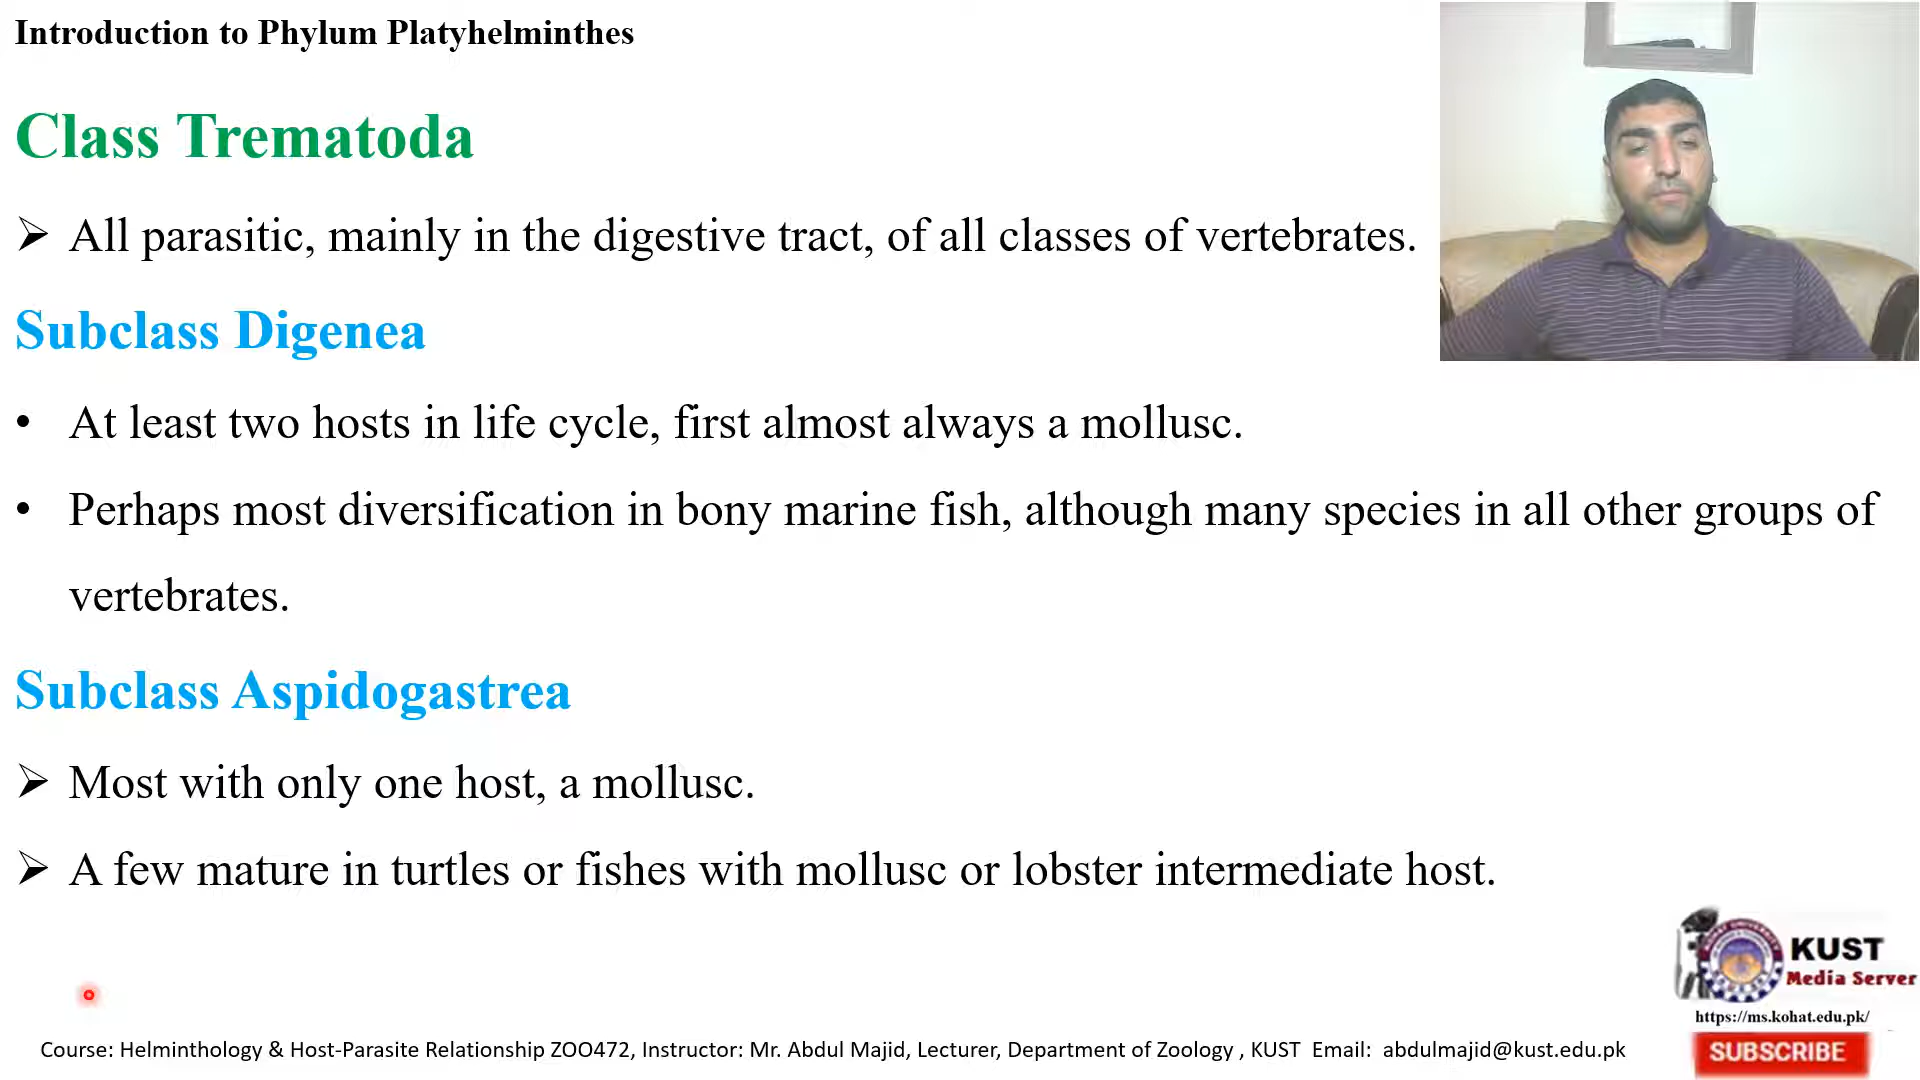 Introduction to Phylum Platyhelminthes
Class Trematoda
➢ All parasitic, mainly in the digestive tract, of all classes of vertebrates.
Subclass Digenea
• At least two hosts in life cycle, first almost always a mollusc.
• Perhaps most diversification in bony marine fish, although many species in all other groups of
vertebrates.
Subclass Aspidogastrea
➢ Most with only one host, a mollusc.
➢ A few mature in turtles or fishes with mollusc or lobster intermediate host.
KUST
Media Server
https://ms.kohat.edu.pk/
SUBSCRIBE
Course: Helminthology & Host-Parasite Relationship ZOO472, Instructor: Mr. Abdul Majid, Lecturer, Department of Zoology , KUST Email: abdulmajid@kust.edu.pk